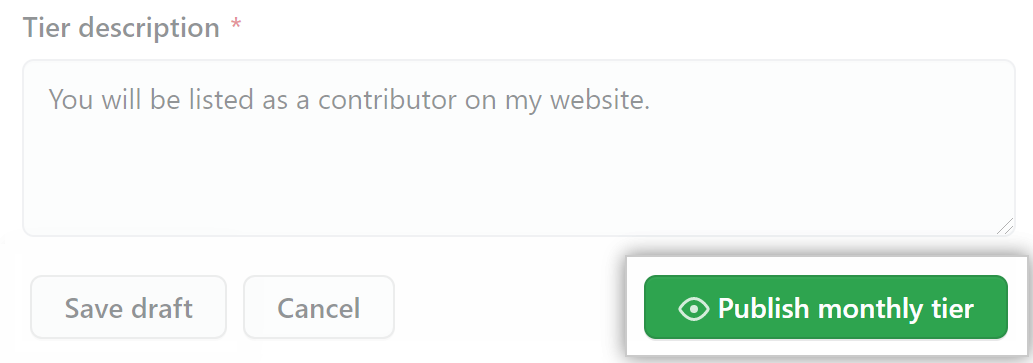 Tier description *
You will be listed as a contributor on my website.
Save draft Cancel Publish monthly tier